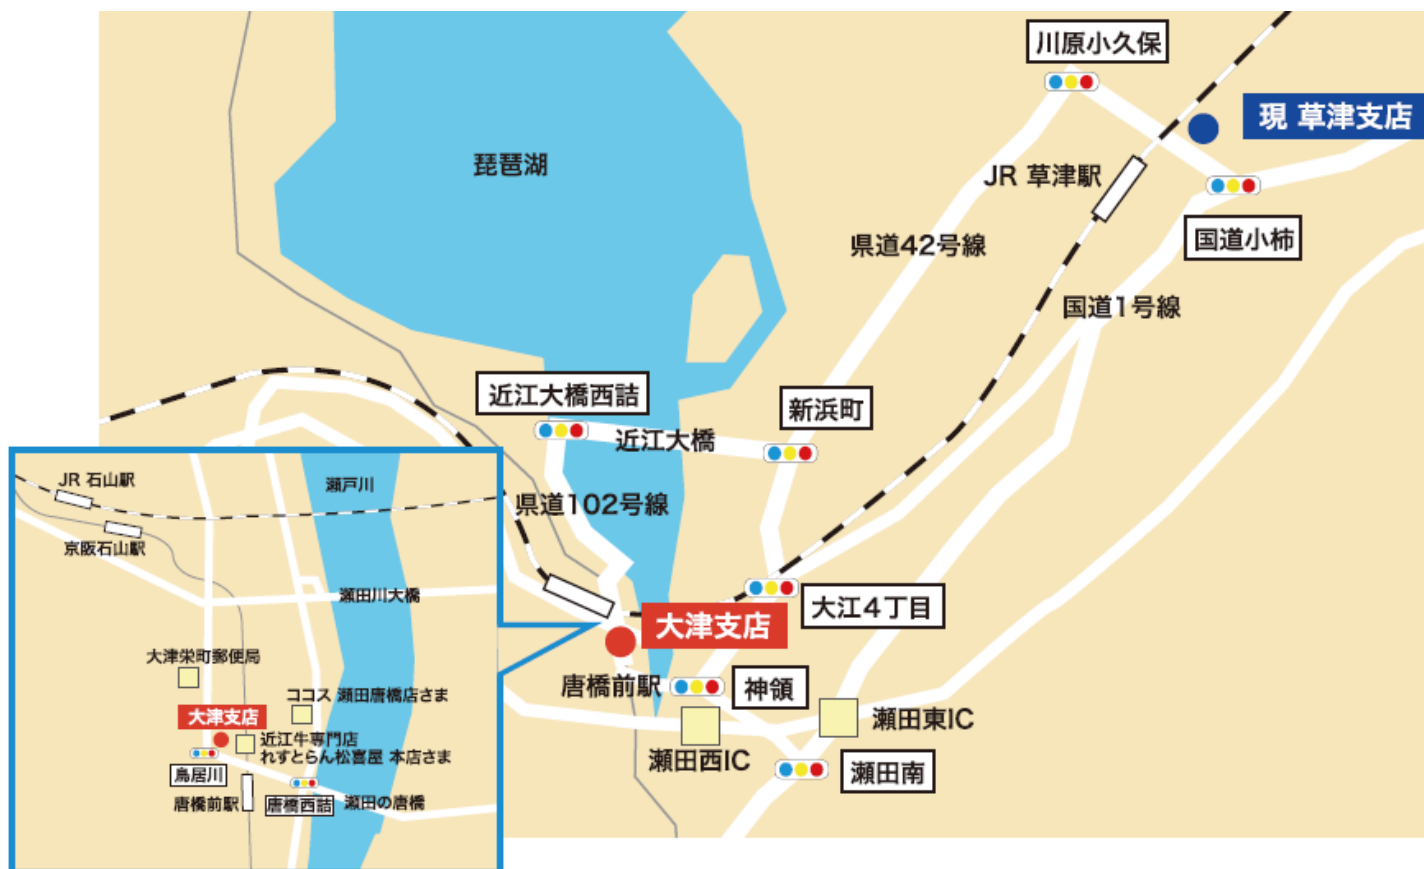 川原小久保
現 草津支店
琵琶湖
JR 草津駅
国道小柿
県道42号線
国道1号線
近江大橋西詰
新浜町
近江大橋
県道102号線
大江4丁目
大津支店
唐橋前駅
神領
瀬田東IC
瀬田西IC
瀬田南
JR 石山駅
瀬戸川
京阪石山駅
瀬田川大橋
大津栄町郵便局
ココス 瀬田唐橋店さま
大津支店
近江牛専門店
れすとらん松喜屋 本店さま
鳥居川
唐橋前駅
唐橋西詰
瀬田の唐橋